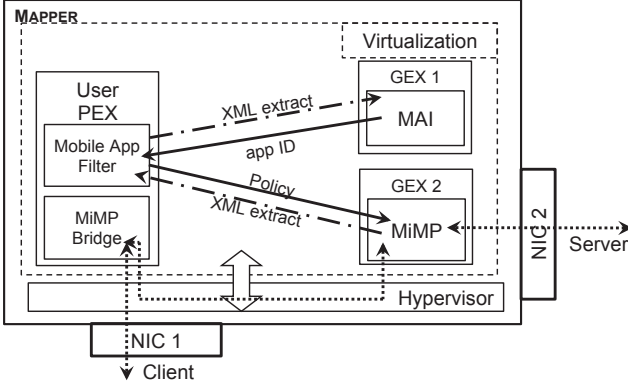 MAPPER
Virtualization
User
PEX
GEX 1
XML extract
MAI
Mobile App
Filter
app ID
Policy
GEX 2
XML extract
MiMP
Bridge
MiMP
NIC 2
Server
Hypervisor
NIC 1
Client